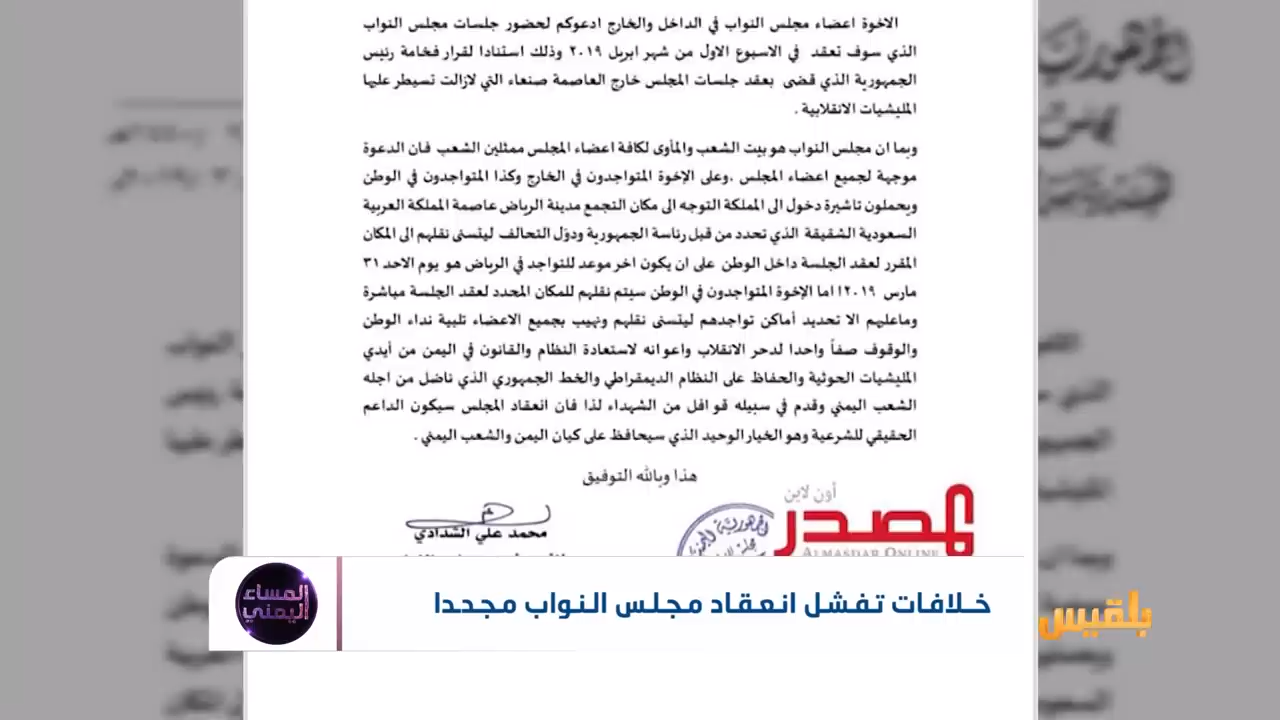 الاخوة اعضاء مجلس النواب في الداخل والخارج ادعوكم لحضور جلسات مجلس النواب
الذي سوف تعقد في الاسبوع الاول من شهر ابريل ٢٠١٩ وذلك استنادا لقرار فخامة رئيس
الجمهورية الذي قضى بعقد جلسات المجلس خارج العاصمة صنعاء التي لازالت تسيطر عليها
المليشيات الانقلابية .
وبما ان مجلس النواب هو بيت الشعب والمأوى لكافة اعضاء المجلس ممثلين الشعب فان الدعوة
موجهة لجميع اعضاء المجلس ،وعلى الإخوة المتواجدون في الخارج وكذا المتواجدون في الوطن
ويحملون تاشيرة دخول الى المملكة التوجه الى مكان التجمع مدينة الرياض عاصمة المملكة العربية
السعودية الشقيقة الذي تحدد من قبل رئاسة الجمهورية ودول التحالف ليتسنى نقلهم الى المكان
المقرر لعقد الجلسة داخل الوطن على ان يكون اخر موعد للتواجد في الرياض هو يوم الاحد ٣١
مارس ٢٠١٩ا اما الإخوة المتواجدون في الوطن سيتم نقلهم للمكان المحدد لعقد الجلسة مباشرة
وماعليهم الا تحديد أماكن تواجدهم ليتسنى نقلهم ونهيب بجميع الاعضاء تلبية نداء الوطن
والوقوف صفاً واحدا لدحر الانقلاب واعوانه لاستعادة النظام والقانون في اليمن من أيدي
المليشيات الحوثية والحفاظ على النظام الديمقراطي والخط الجمهوري الذي ناضل من اجله
الشعب اليمني وقدم في سبيله قوافل من الشهداء لذا فان انعقاد المجلس سيكون الداعم
الحقيقي للشرعية وهو الخيار الوحيد الذي سيحافظ على كيان اليمن والشعب اليمني .
هذا وبالله التوفيق
محمد علي الشدادي
المصدر أون لاين
ALMASDAR ONLINE
خلافات تفشل انعقاد مجلس النواب مجددا
المساء اليمني
بلقيس